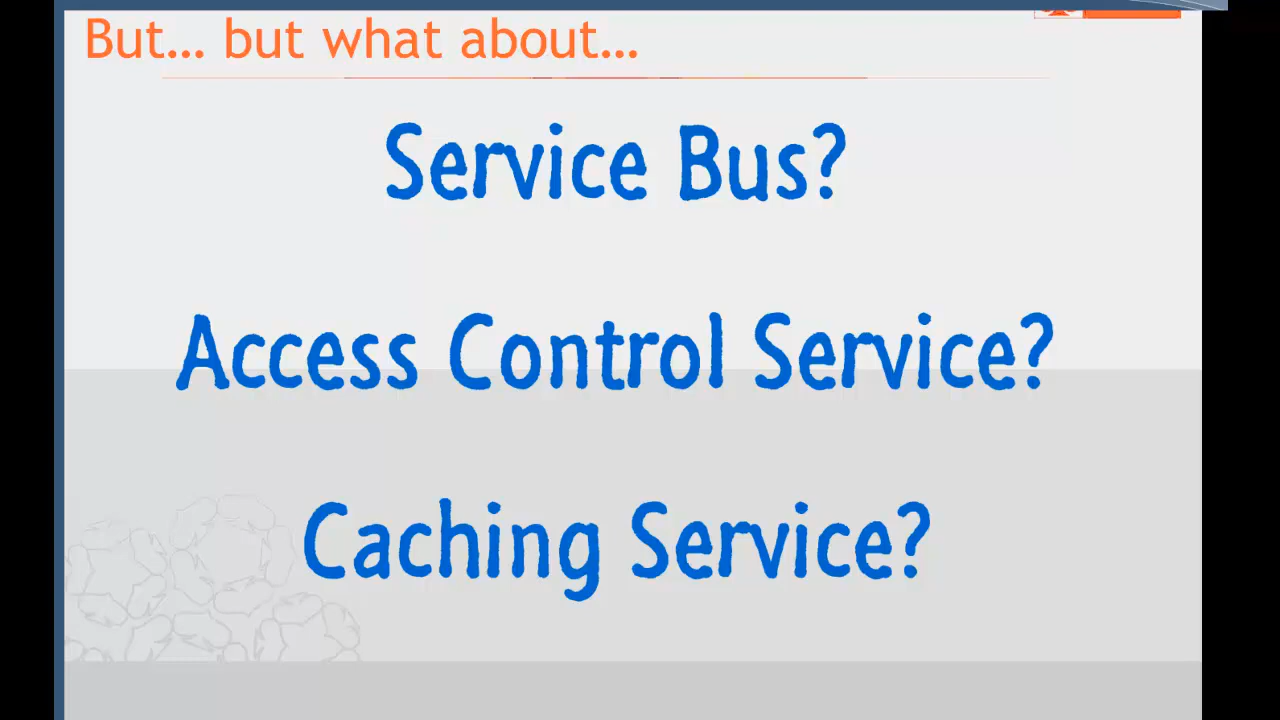 But... but what about...
Service Bus?
Access Control Service?
Caching Service?